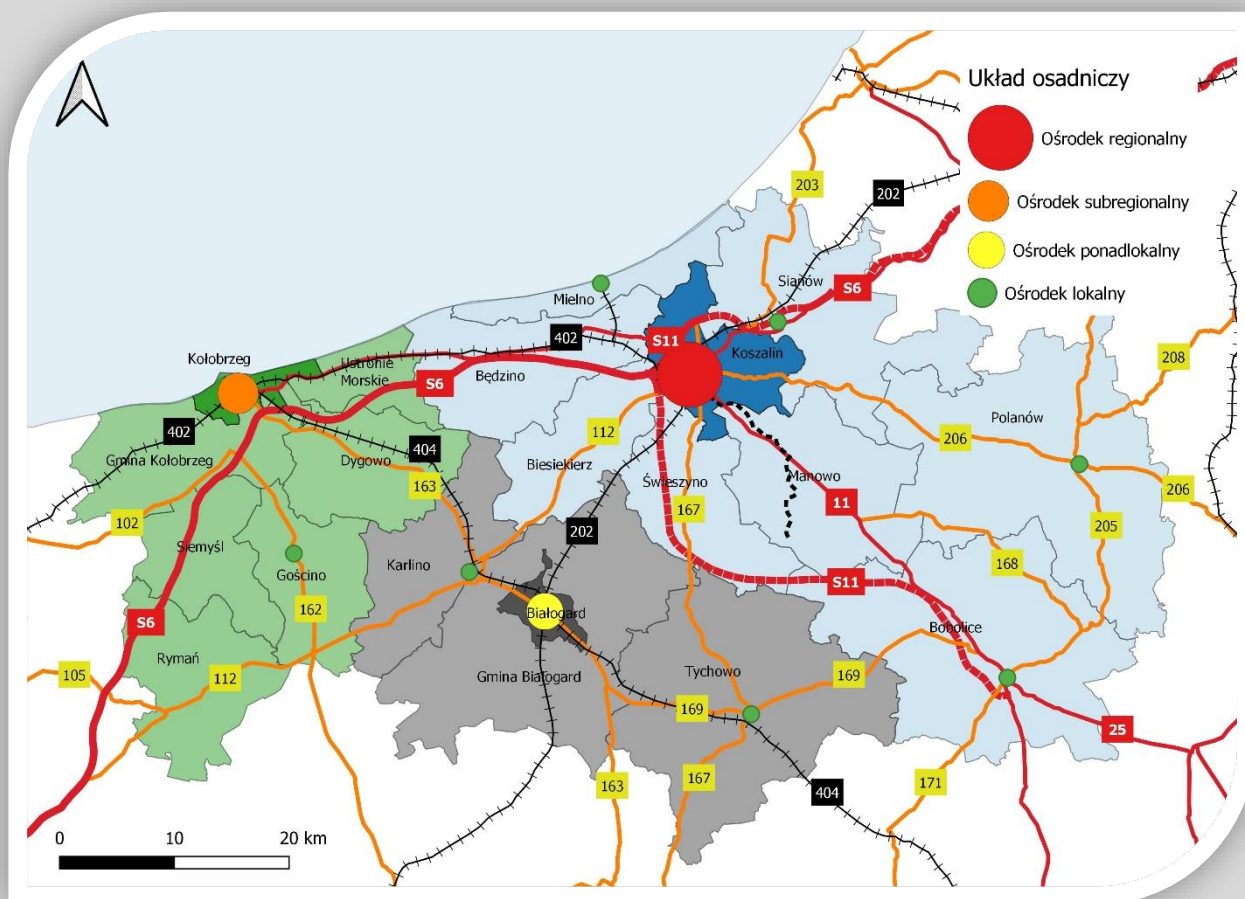 Układ osadniczy
Ośrodek regionalny
Ośrodek subregionalny
Ośrodek ponadlokalny
Ośrodek lokalny
203
202
S6
Sianów
Mielno
402
S11
Koszalin
208
Kołobrzeg
Ustronie
Morskie
S6
Będzino
Polanów
402
Gmina Kołobrzeg
404
Dygowo
163
112
Biesiekierz
Świeszyno
Manowo
206
206
167
11
102
202
205
Siemyśl
Gościno
Karlino
S11
168
162
S6
Białogard
Bobolice
Rymań
105
112
Gmina Białogard
Tychowo
169
169
25
163
167
404
171
0 10 20 km